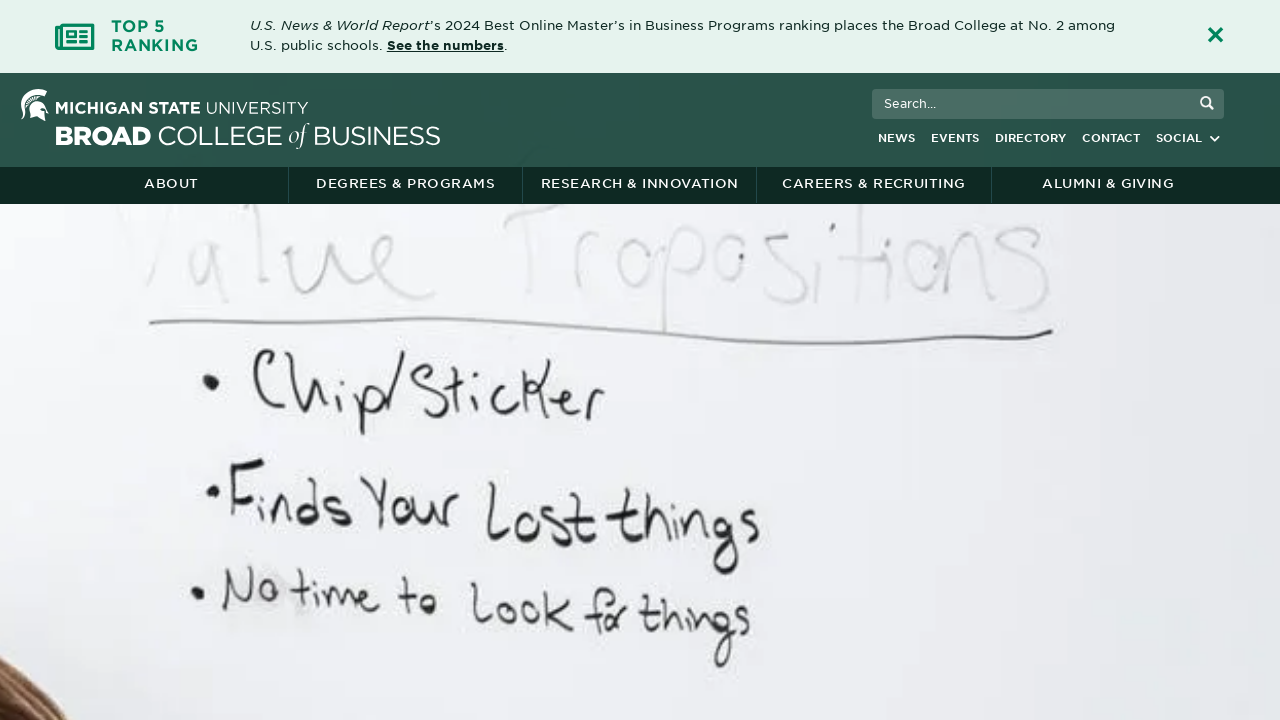 TOP 5
RANKING
U.S. News & World Report's 2024 Best Online Master's in Business Programs ranking places the Broad College at No. 2 among
U.S. public schools. See the numbers.
MICHIGAN STATE UNIVERSITY
BROAD COLLEGE of BUSINESS
Search...
NEWS EVENTS DIRECTORY CONTACT SOCIAL
ABOUT DEGREES & PROGRAMS RESEARCH & INNOVATION CAREERS & RECRUITING ALUMNI & GIVING
Value Propositions
• Chip/Sticker
• Finds Your Lost things
• No time to look for things